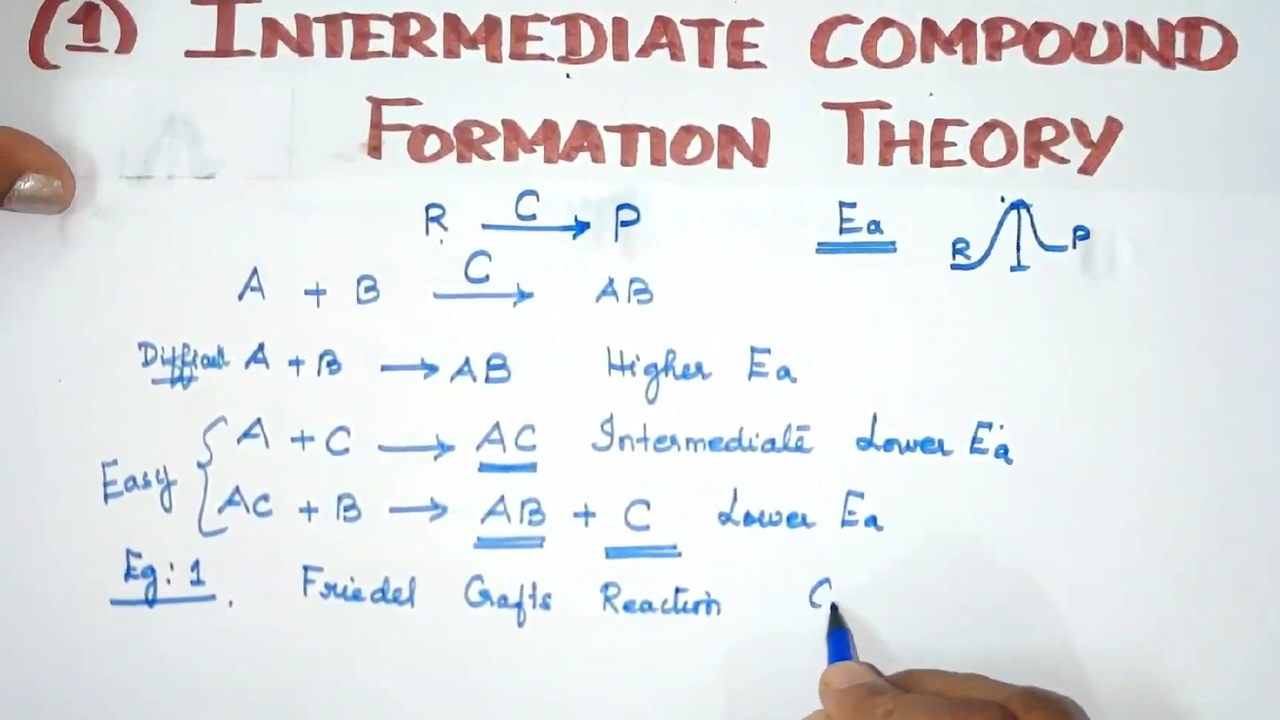 (1) INTERMEDIATE COMPOUND
FORMATION THEORY
R C → P Ea R P
A + B C → AB
Difficult A + B → AB Higher Ea
Easy { A + C → AC Intermediate Lower Ea
AC + B → AB + C Lower Ea
Eg: 1. Friedel Crafts Reaction C